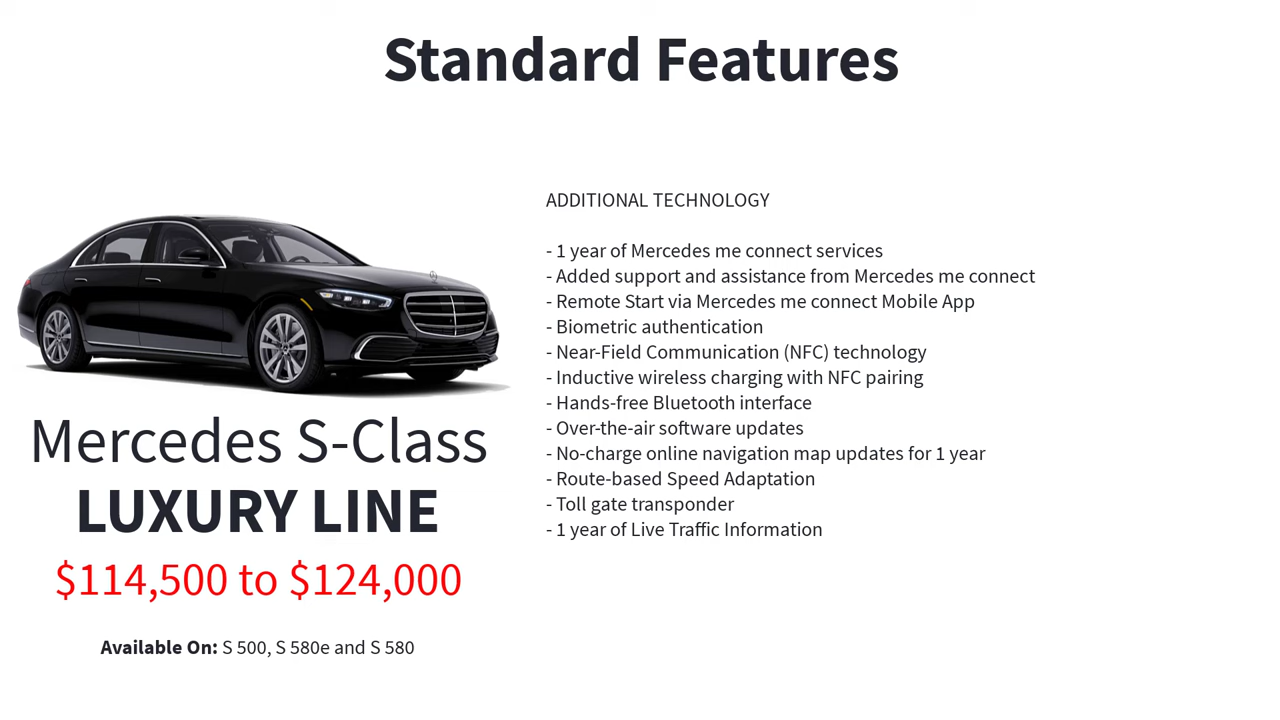 Standard Features
ADDITIONAL TECHNOLOGY
- 1 year of Mercedes me connect services
- Added support and assistance from Mercedes me connect
- Remote Start via Mercedes me connect Mobile App
- Biometric authentication
- Near-Field Communication (NFC) technology
- Inductive wireless charging with NFC pairing
- Hands-free Bluetooth interface
- Over-the-air software updates
- No-charge online navigation map updates for 1 year
- Route-based Speed Adaptation
- Toll gate transponder
- 1 year of Live Traffic Information
Mercedes S-Class
LUXURY LINE
$114,500 to $124,000
Available On: S 500, S 580e and S 580